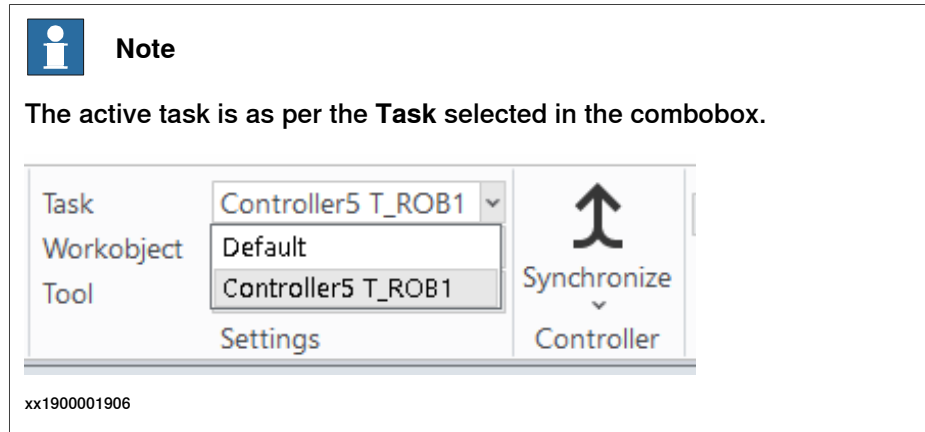 Note
The active task is as per the Task selected in the combobox.
Task
Controller5 T_ROB1
Workobject
Default
Tool
Controller5 T_ROB1
Synchronize
Settings
Controller
xx1900001906